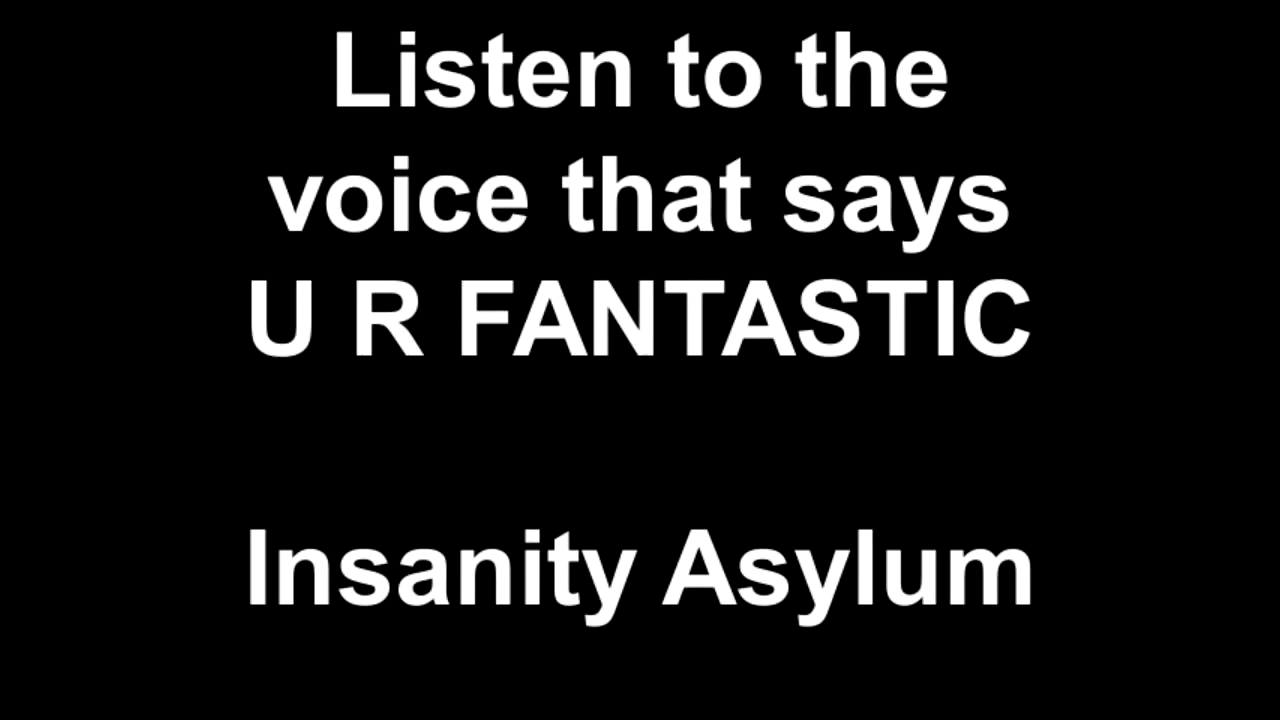 Listen to the
voice that says
U R FANTASTIC
Insanity Asylum